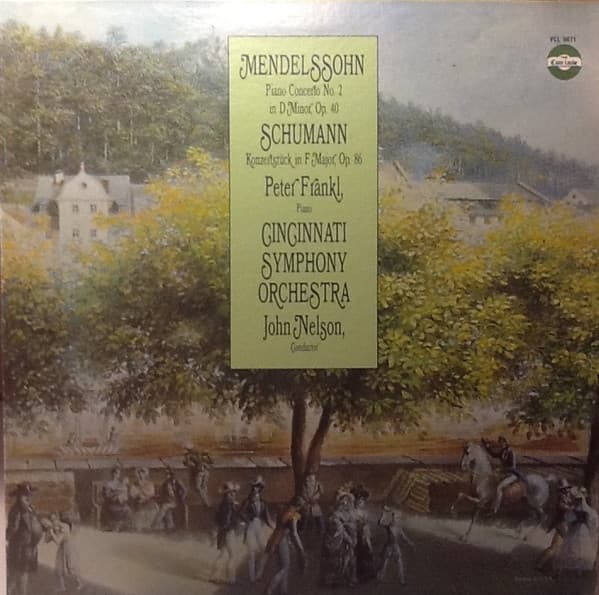 MENDELSSOHN
Piano Concerto No. 2
in D Minor, Op. 40
SCHUMANN
Konzertstück in F Major, Op. 86
Peter Frankl,
Piano
CINCINNATI
SYMPHONY
ORCHESTRA
John Nelson,
Conductor